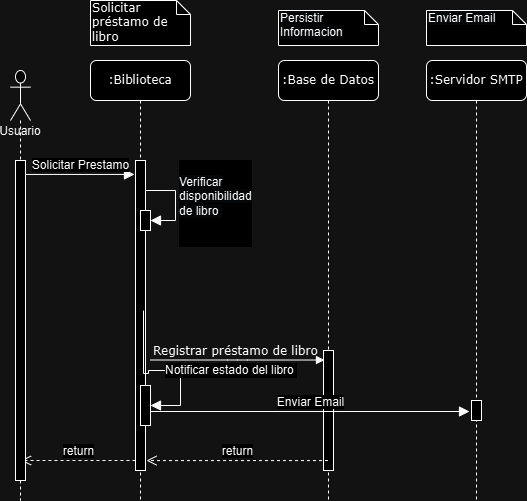 Solicitar
préstamo de
libro
Persistir
Informacion
Enviar Email
:Biblioteca
:Base de Datos
:Servidor SMTP
Usuario
Solicitar Prestamo
Verificar
disponibilidad
de libro
Registrar préstamo de libro
Notificar estado del libro
Enviar Email
return
return